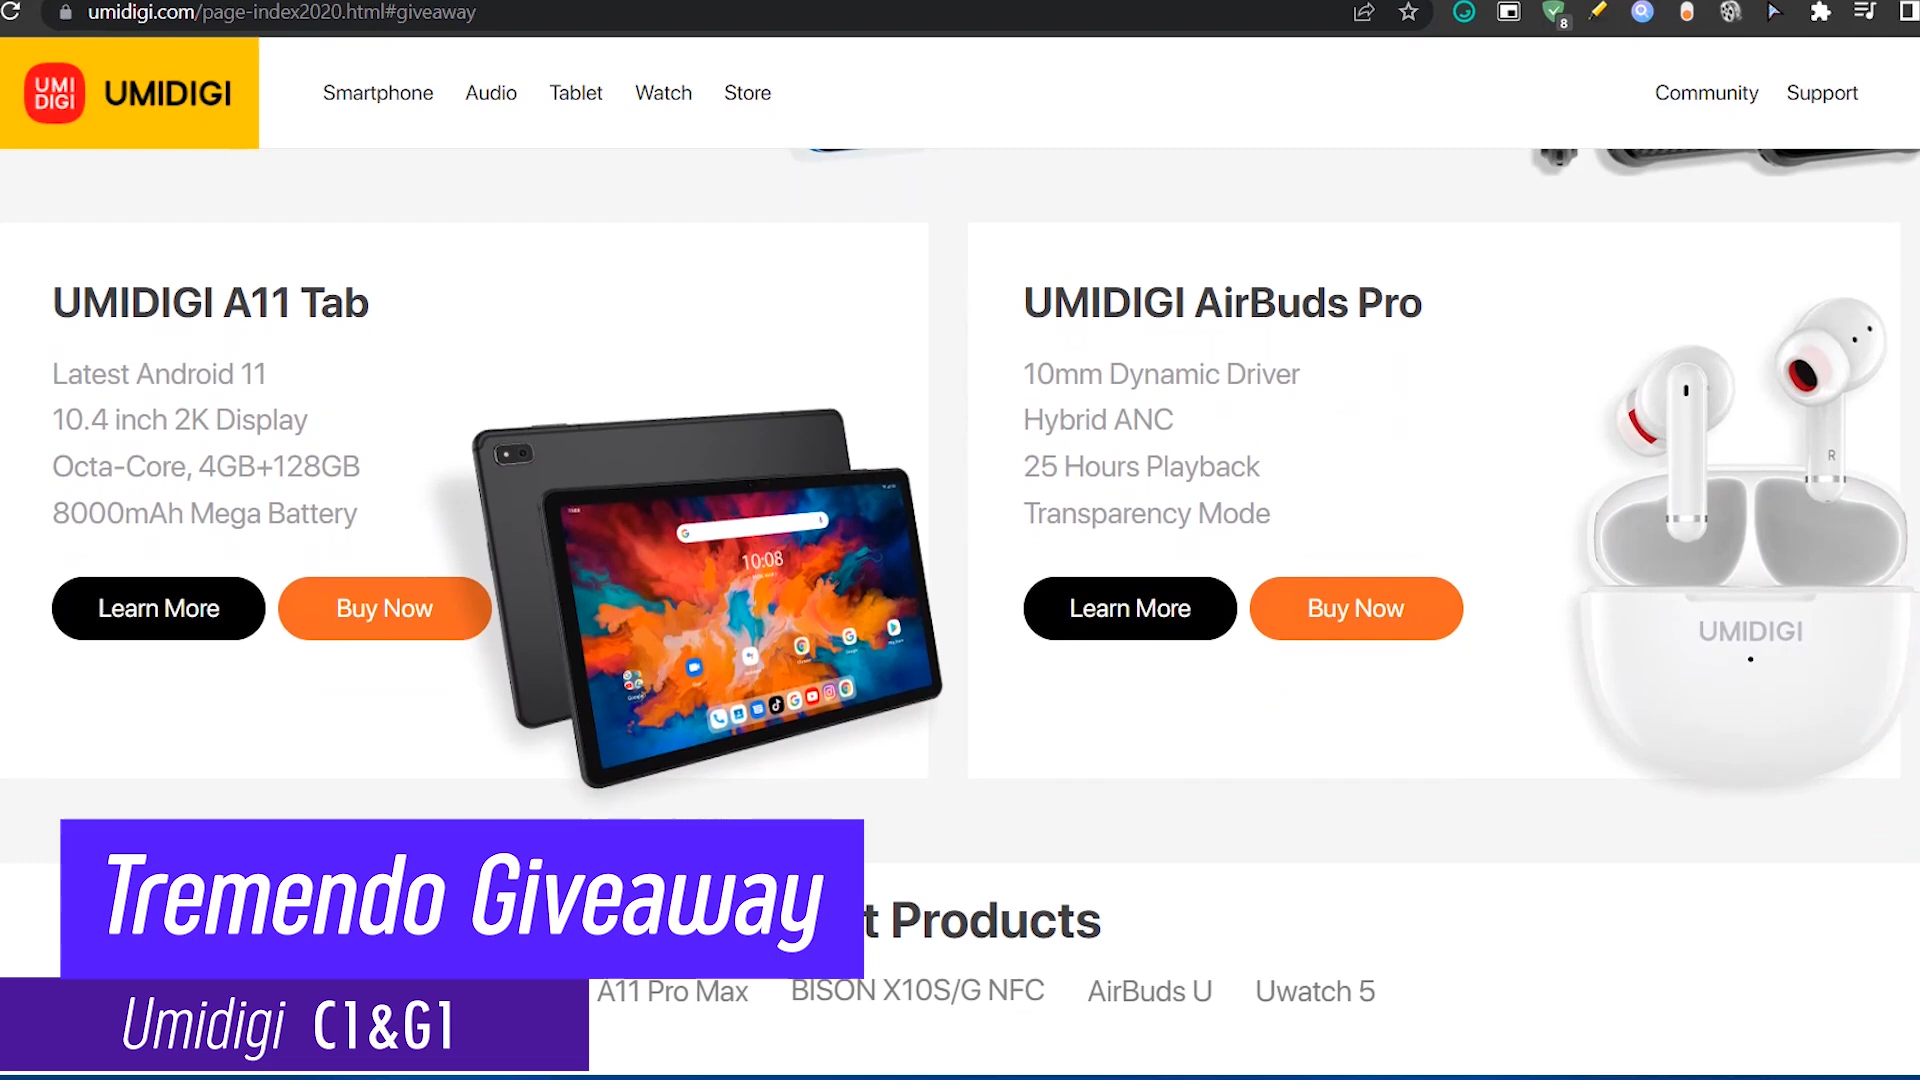 umidigi.com/page-index2020.html#giveaway
8
UMI
DIGI
UMIDIGI
Smartphone
Audio
Tablet
Watch
Store
Community
Support
UMIDIGI A11 Tab
Latest Android 11
10.4 inch 2K Display
Octa-Core, 4GB+128GB
8000mAh Mega Battery
Learn More
Buy Now
10:08
UMIDIGI AirBuds Pro
10mm Dynamic Driver
Hybrid ANC
25 Hours Playback
Transparency Mode
Learn More
Buy Now
R
UMIDIGI
Tremendo Giveaway
t Products
Umidigi C1&G1
A11 Pro Max
BISON X10S/G NFC
AirBuds U
Uwatch 5